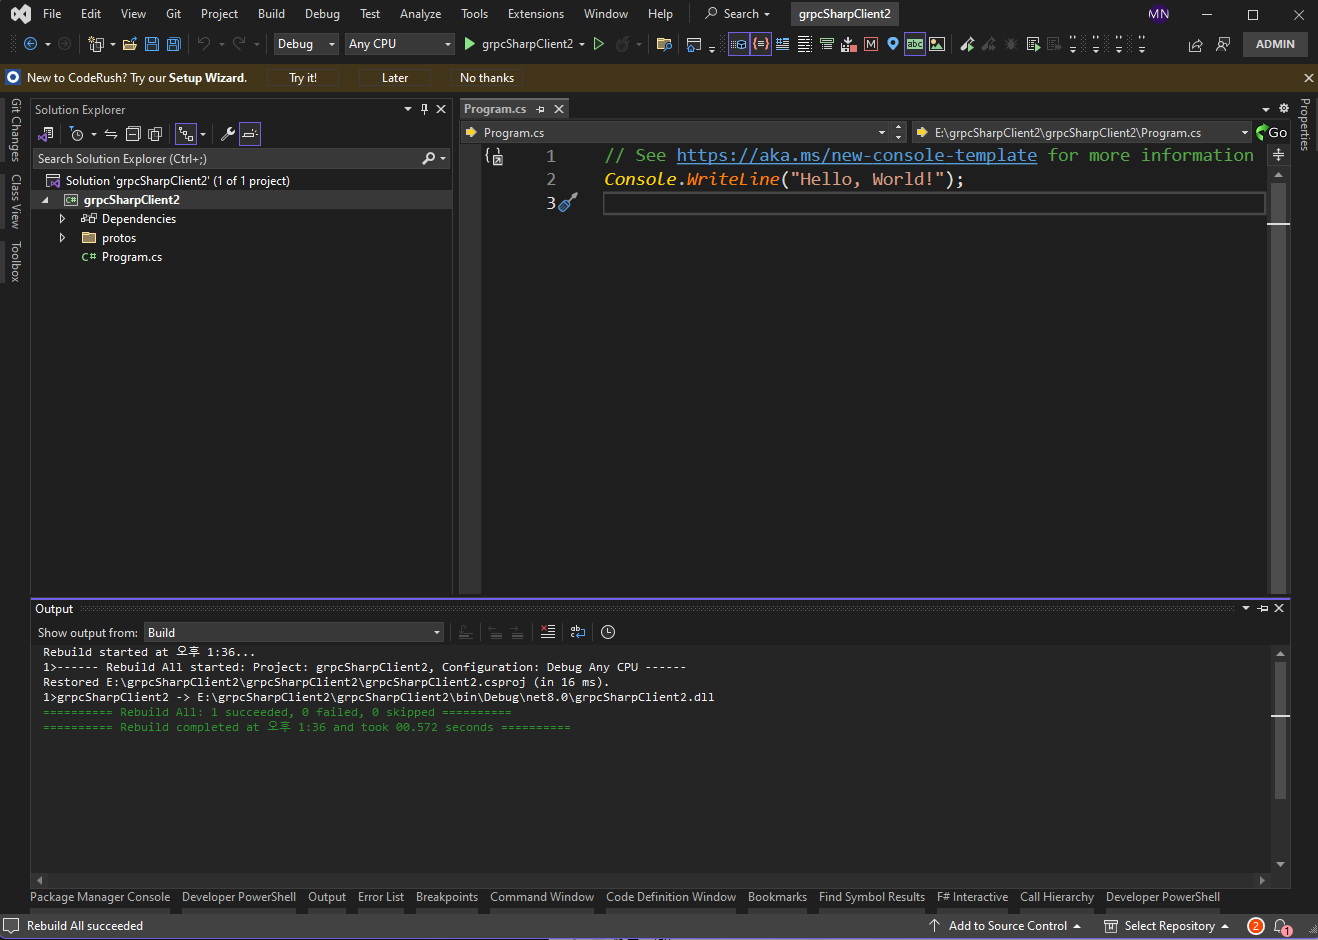 File Edit View Git Project Build Debug Test Analyze Tools Extensions Window Help Search grpcSharpClient2 MN
Debug Any CPU grpcSharpClient2 ADMIN
New to CodeRush? Try our Setup Wizard. Try it! Later No thanks
Git Changes
Class View
Toolbox
Solution Explorer
Search Solution Explorer (Ctrl+;)
Solution 'grpcSharpClient2' (1 of 1 project)
C# grpcSharpClient2
Dependencies
protos
C# Program.cs
Program.cs
Program.cs E:\grpcSharpClient2\grpcSharpClient2\Program.cs Go
1 // See https://aka.ms/new-console-template for more information
2 Console.WriteLine("Hello, World!");
3
Properties
Output
Show output from: Build
Rebuild started at 오후 1:36...
1>------ Rebuild All started: Project: grpcSharpClient2, Configuration: Debug Any CPU ------
Restored E:\grpcSharpClient2\grpcSharpClient2\grpcSharpClient2.csproj (in 16 ms).
1>grpcSharpClient2 -> E:\grpcSharpClient2\grpcSharpClient2\bin\Debug\net8.0\grpcSharpClient2.dll
========== Rebuild All: 1 succeeded, 0 failed, 0 skipped ==========
========== Rebuild completed at 오후 1:36 and took 00.572 seconds ==========
Package Manager Console Developer PowerShell Output Error List Breakpoints Command Window Code Definition Window Bookmarks Find Symbol Results F# Interactive Call Hierarchy Developer PowerShell
Rebuild All succeeded Add to Source Control Select Repository 2 1